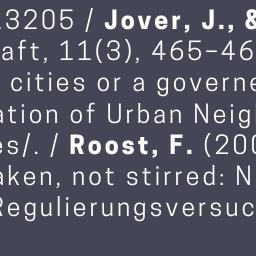 13205 / Jover, J., &
aft, 11(3), 465–46
cities or a governe
ation of Urban Neig
es/. / Roost, F. (200
aken, not stirred: N
Regulierungsversuc